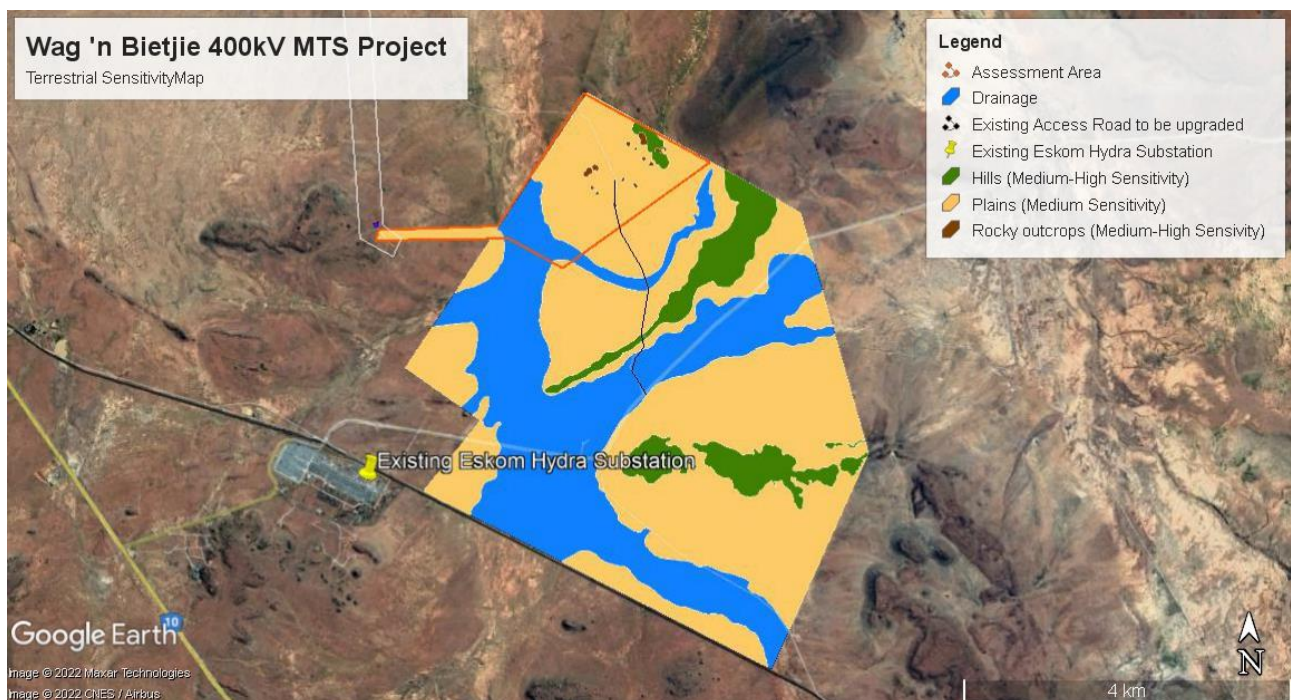 Wag 'n Bietjie 400kV MTS Project
Terrestrial SensitivityMap
Legend
Assessment Area
Drainage
Existing Access Road to be upgraded
Existing Eskom Hydra Substation
Hills (Medium-High Sensitivity)
Plains (Medium Sensitivity)
Rocky outcrops (Medium-High Sensivity)
Existing Eskom Hydra Substation
10
Google Earth
Image © 2022 Maxar Technologies
Image © 2022 CNES / Airbus
N
4 km